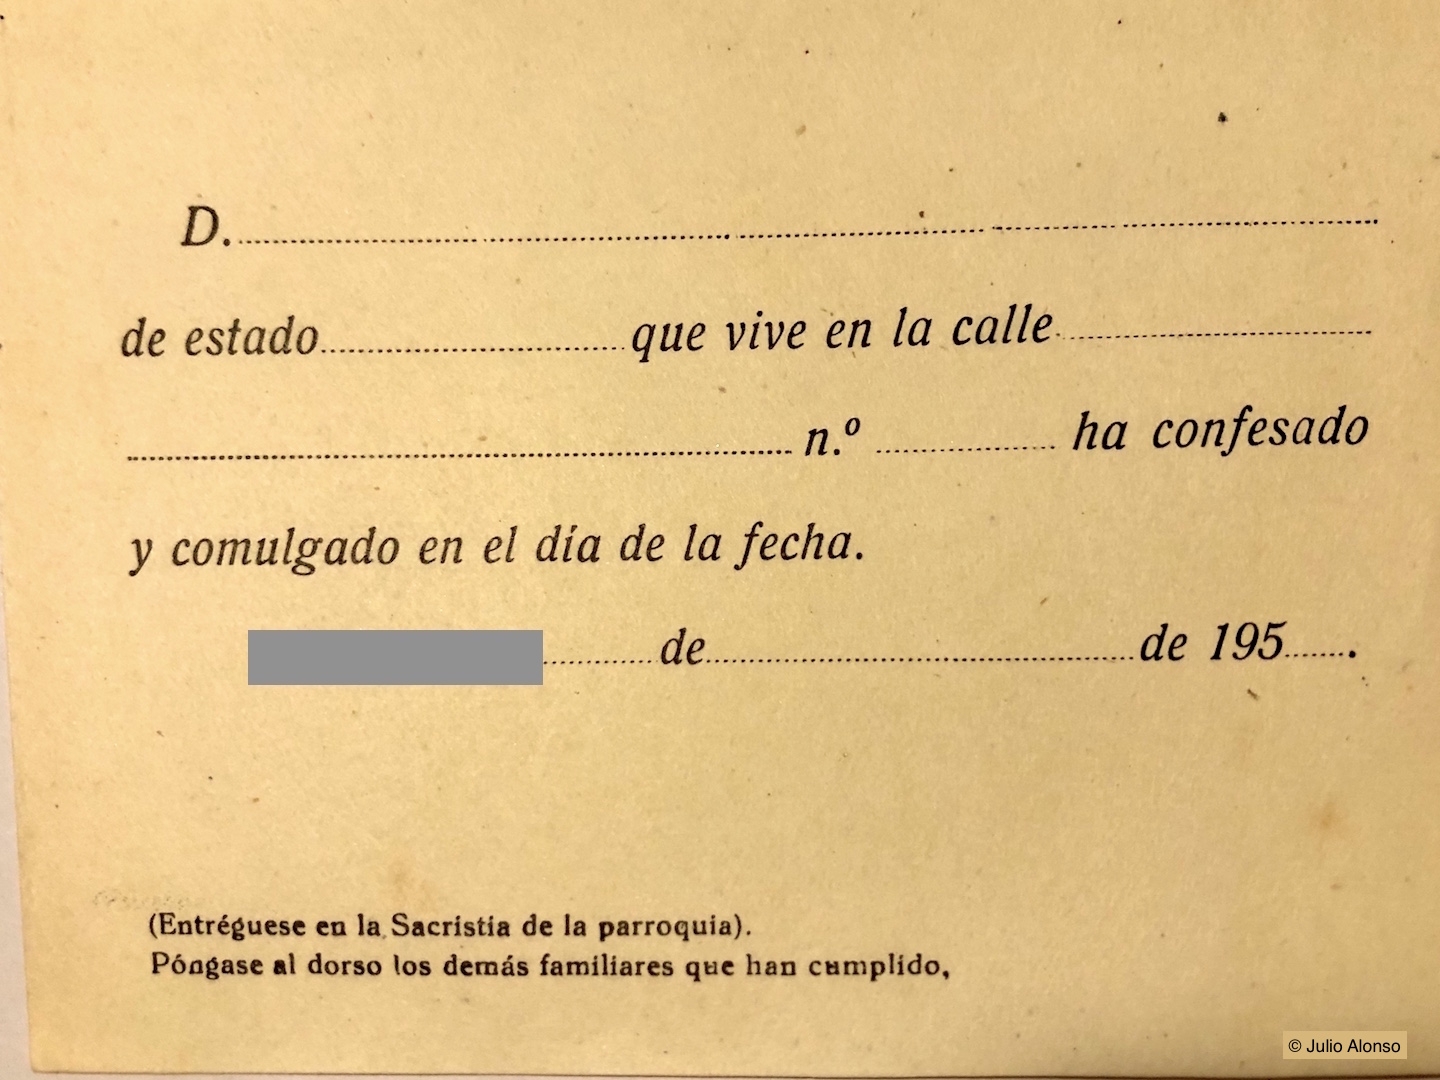 D. ........................................
de estado .................... que vive en la calle ....................
........................................ n.º ............ ha confesado
y comulgado en el día de la fecha.
........ de .............................. de 195 ......
(Entréguese en la Sacristía de la parroquia).
Póngase al dorso los demás familiares que han cumplido,
© Julio Alonso